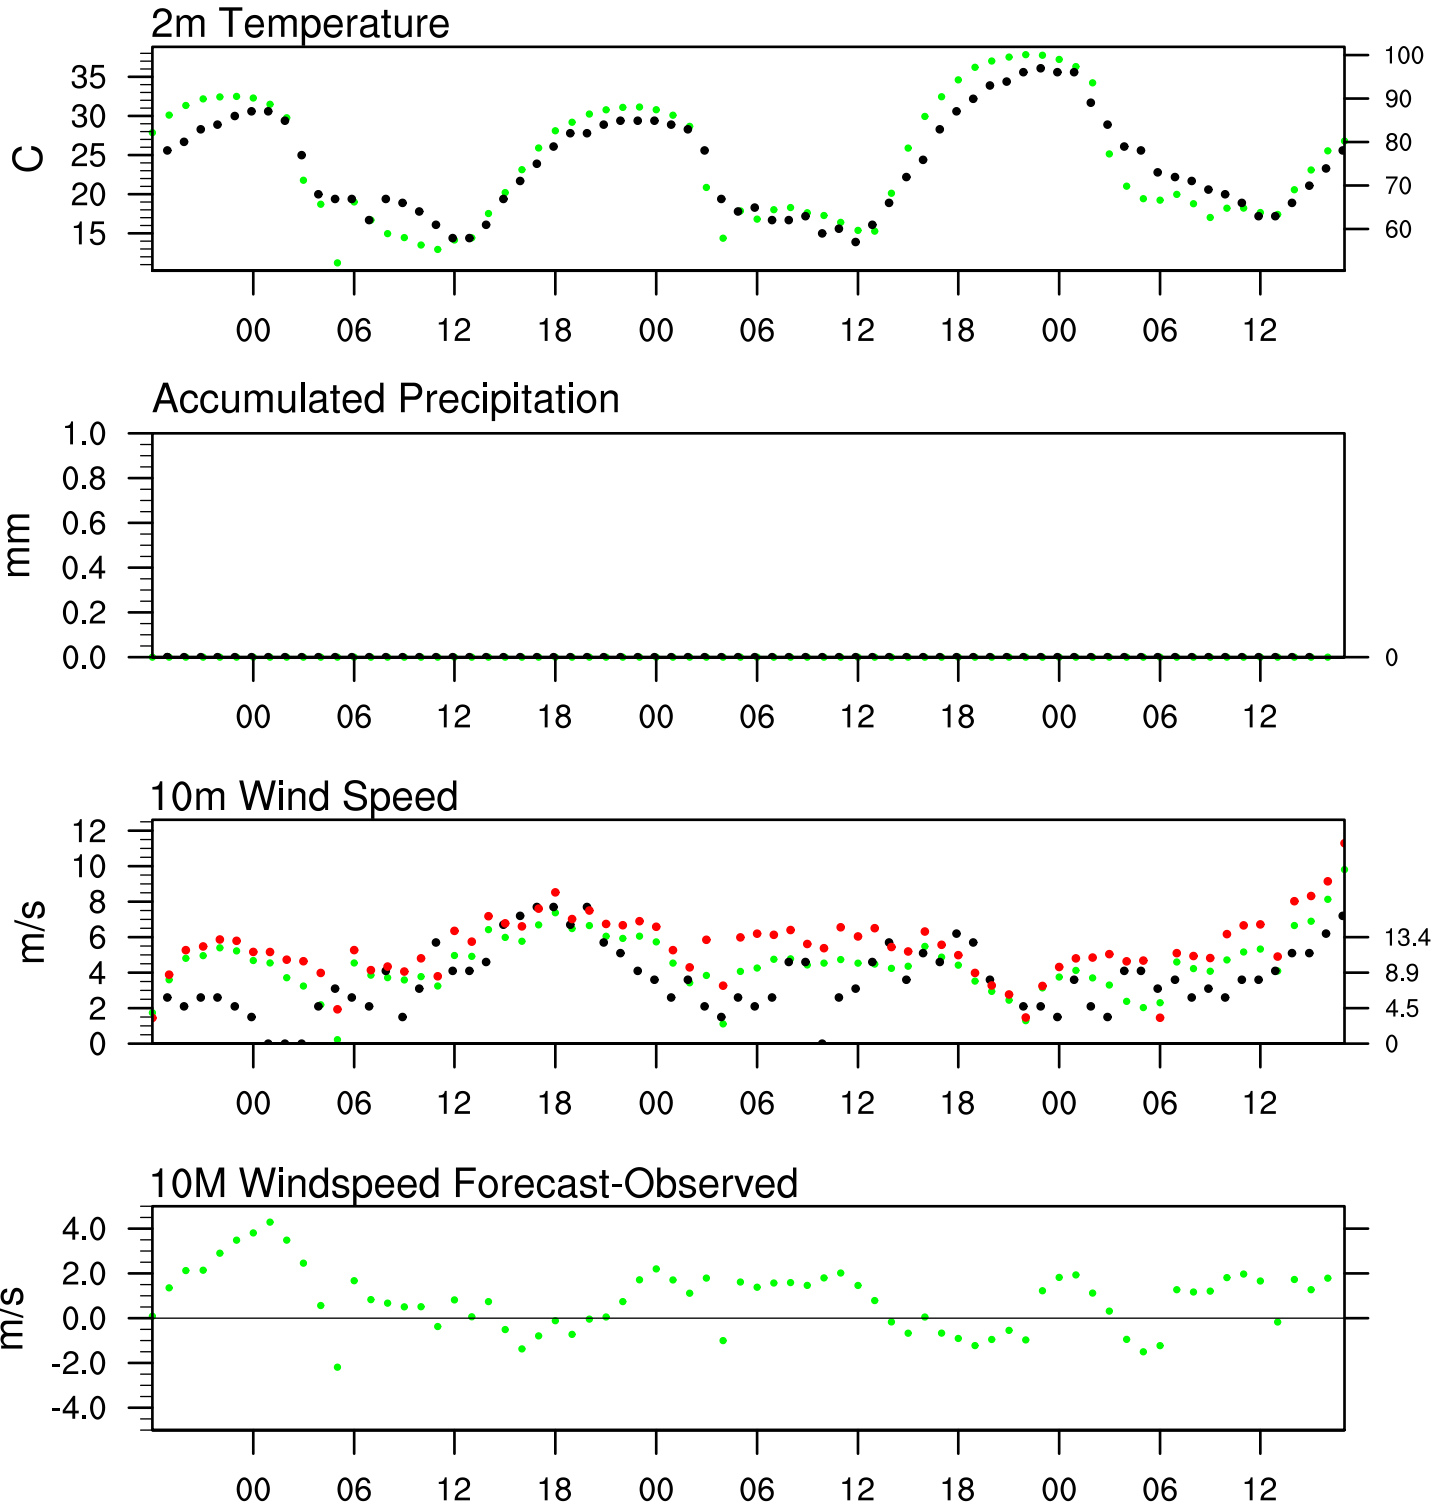 2m Temperature
C
35
30
25
20
15
100
90
80
70
60
00 06 12 18 00 06 12 18 00 06 12
Accumulated Precipitation
mm
1.0
0.8
0.6
0.4
0.2
0.0
0
00 06 12 18 00 06 12 18 00 06 12
10m Wind Speed
m/s
12
10
8
6
4
2
0
13.4
8.9
4.5
0
00 06 12 18 00 06 12 18 00 06 12
10M Windspeed Forecast-Observed
m/s
4.0
2.0
0.0
-2.0
-4.0
00 06 12 18 00 06 12 18 00 06 12